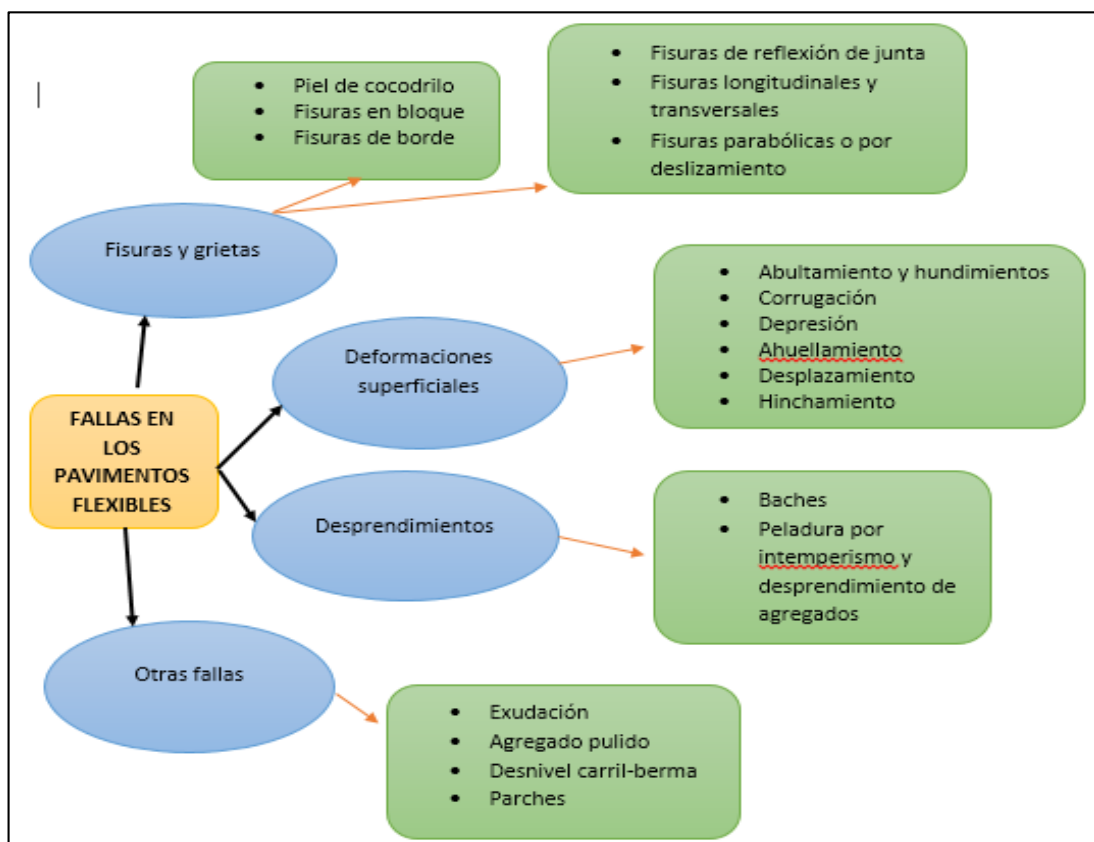 • Piel de cocodrilo
• Fisuras en bloque
• Fisuras de borde
• Fisuras de reflexión de junta
• Fisuras longitudinales y
transversales
• Fisuras parabólicas o por
deslizamiento
Fisuras y grietas
• Abultamiento y hundimientos
• Corrugación
• Depresión
• Ahuellamiento
• Desplazamiento
• Hinchamiento
Deformaciones
superficiales
FALLAS EN
LOS
PAVIMENTOS
FLEXIBLES
Desprendimientos
• Baches
• Peladura por
intemperismo y
desprendimiento de
agregados
Otras fallas
• Exudación
• Agregado pulido
• Desnivel carril-berma
• Parches